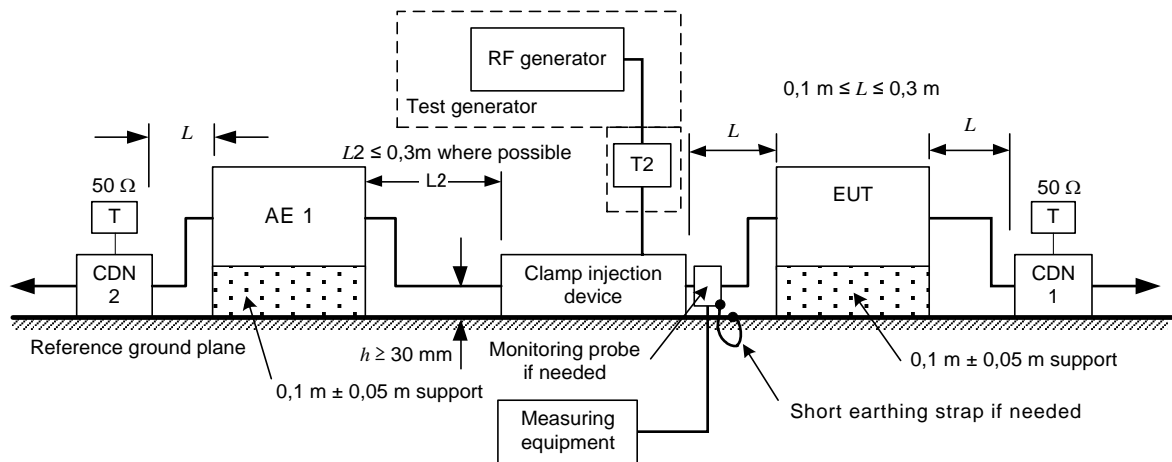 RF generator
Test generator
0,1 m ≤ L ≤ 0,3 m
L
L2 ≤ 0,3m where possible
L2
T2
L
L
50 Ω
T
AE 1
EUT
50 Ω
T
CDN
2
Clamp injection
device
CDN
1
Reference ground plane
h ≥ 30 mm
Monitoring probe
if needed
0,1 m ± 0,05 m support
0,1 m ± 0,05 m support
Short earthing strap if needed
Measuring
equipment